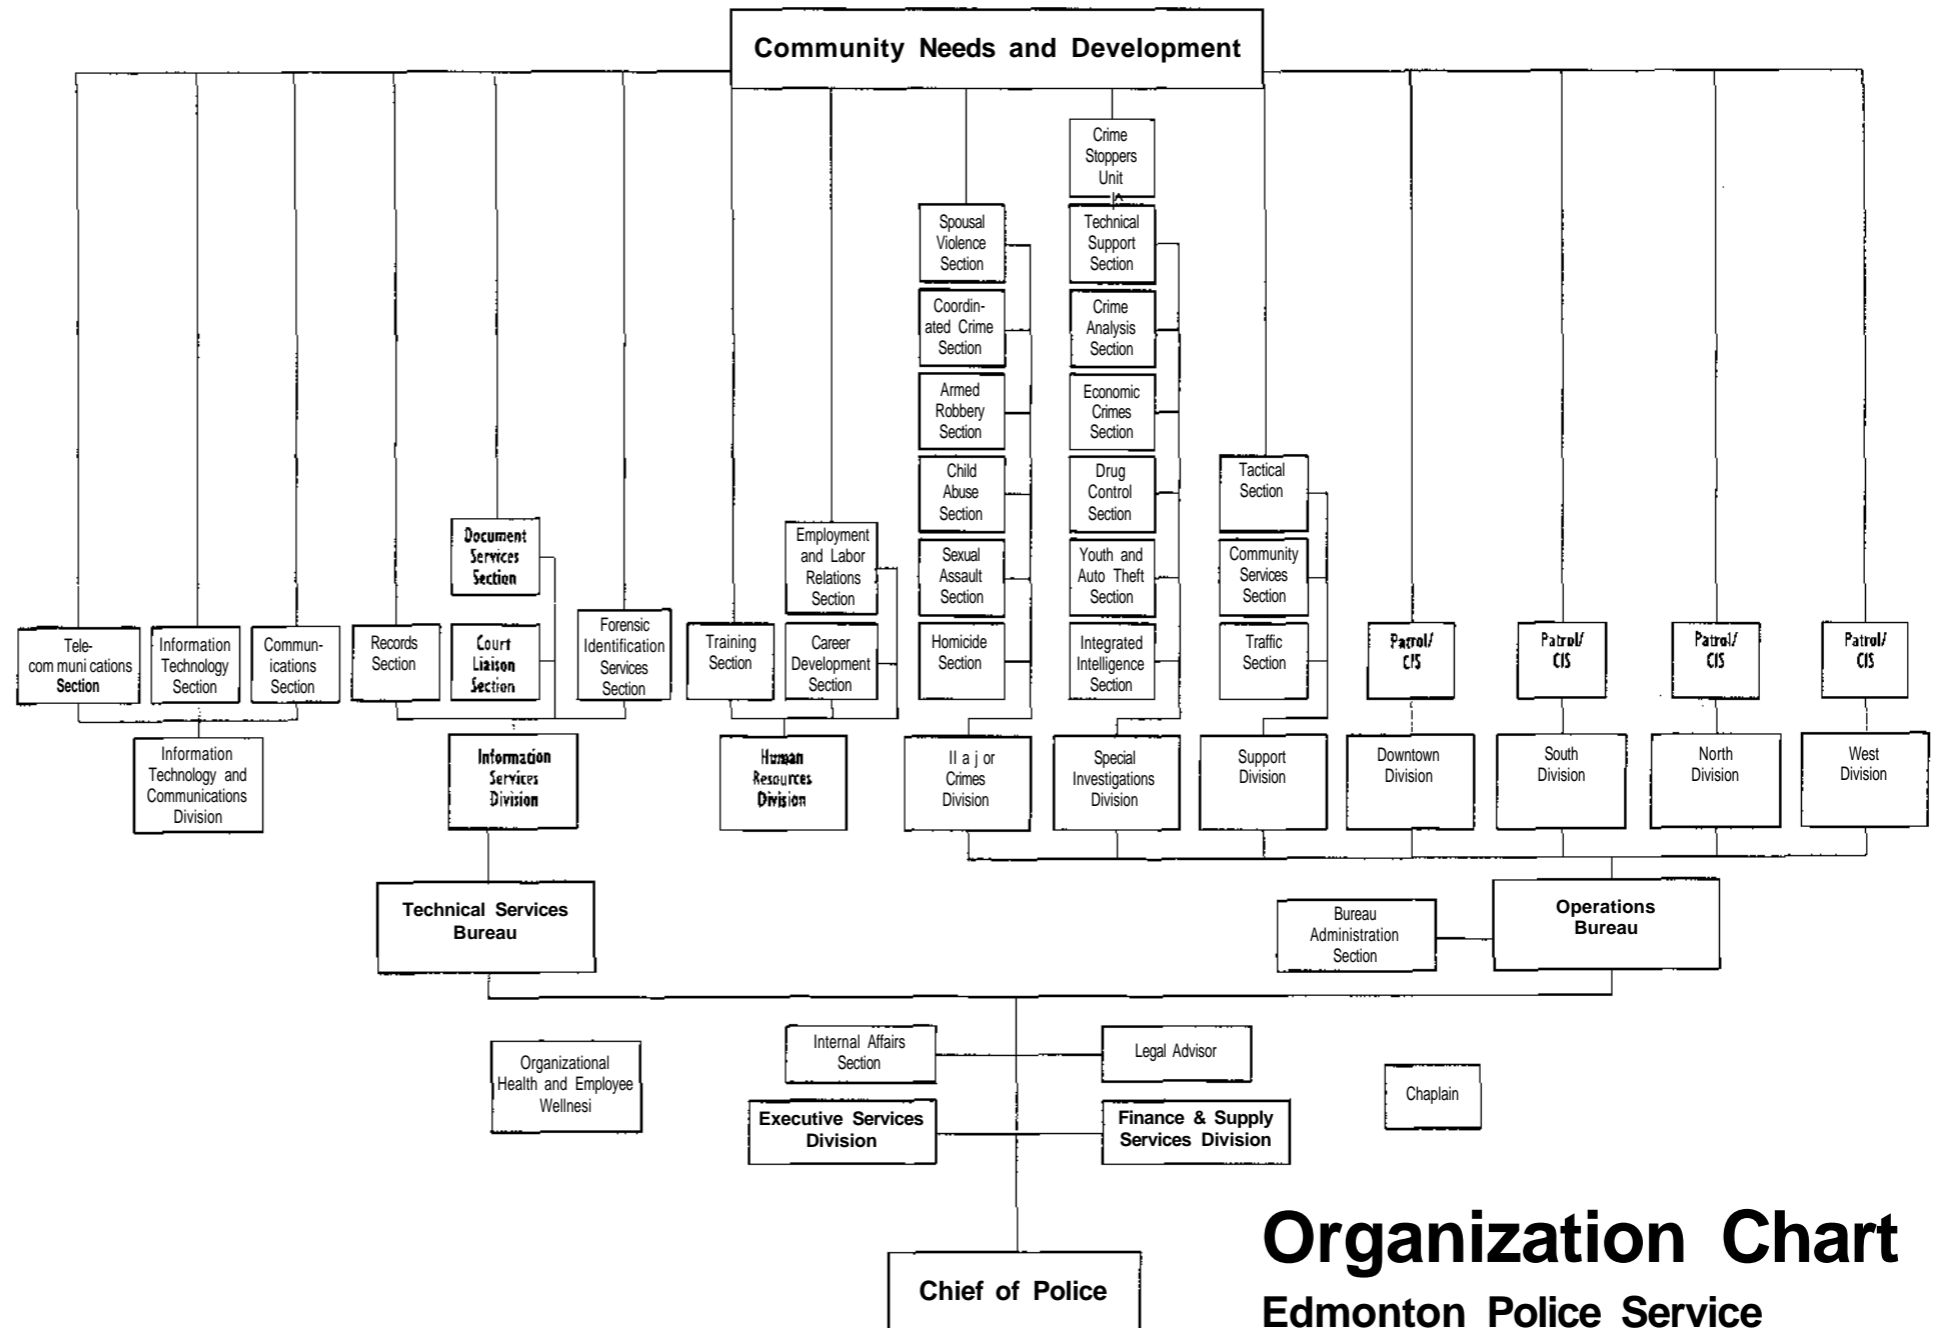 Community Needs and Development
Crime
Stoppers
Unit
Spousal
Violence
Section
Technical
Support
Section
Coordin-
ated Crime
Section
Crime
Analysis
Section
Armed
Robbery
Section
Economic
Crimes
Section
Child
Abuse
Section
Drug
Control
Section
Tactical
Section
Document
Services
Section
Employment
and Labor
Relations
Section
Sexual
Assault
Section
Youth and
Auto Theft
Section
Community
Services
Section
Tele-
com muni cations
Section
Information
Technology
Section
Commun-
ications
Section
Records
Section
Court
Liaison
Section
Forensic
Identification
Services
Section
Training
Section
Career
Development
Section
Homicide
Section
Integrated
Intelligence
Section
Traffic
Section
Patrol/
CIS
Patrol/
CIS
Patrol/
CIS
Patrol/
CIS
Information
Technology and
Communications
Division
Information
Services
Division
Human
Resources
Division
II a j or
Crimes
Division
Special
Investigations
Division
Support
Division
Downtown
Division
South
Division
North
Division
West
Division
Technical Services
Bureau
Bureau
Administration
Section
Operations
Bureau
Organizational
Health and Employee
Wellnesi
Internal Affairs
Section
Legal Advisor
Chaplain
Executive Services
Division
Finance & Supply
Services Division
Chief of Police
Organization Chart
Edmonton Police Service